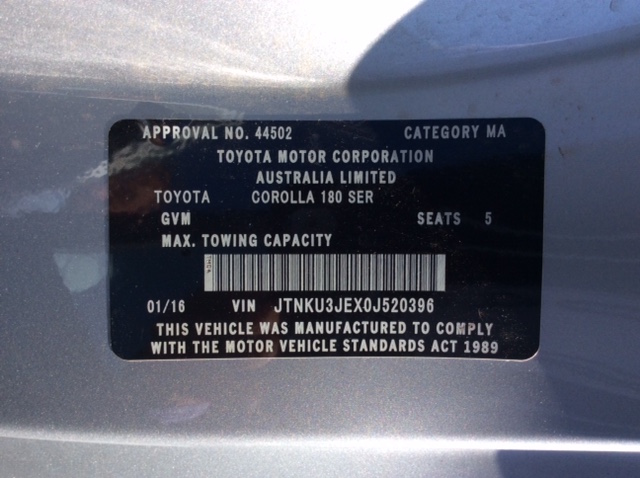 APPROVAL NO. 44502 CATEGORY MA
TOYOTA MOTOR CORPORATION
AUSTRALIA LIMITED
TOYOTA COROLLA 180 SER
GVM SEATS 5
MAX. TOWING CAPACITY
01/16 VIN JTNKU3JEX0J520396
THIS VEHICLE WAS MANUFACTURED TO COMPLY
WITH THE MOTOR VEHICLE STANDARDS ACT 1989